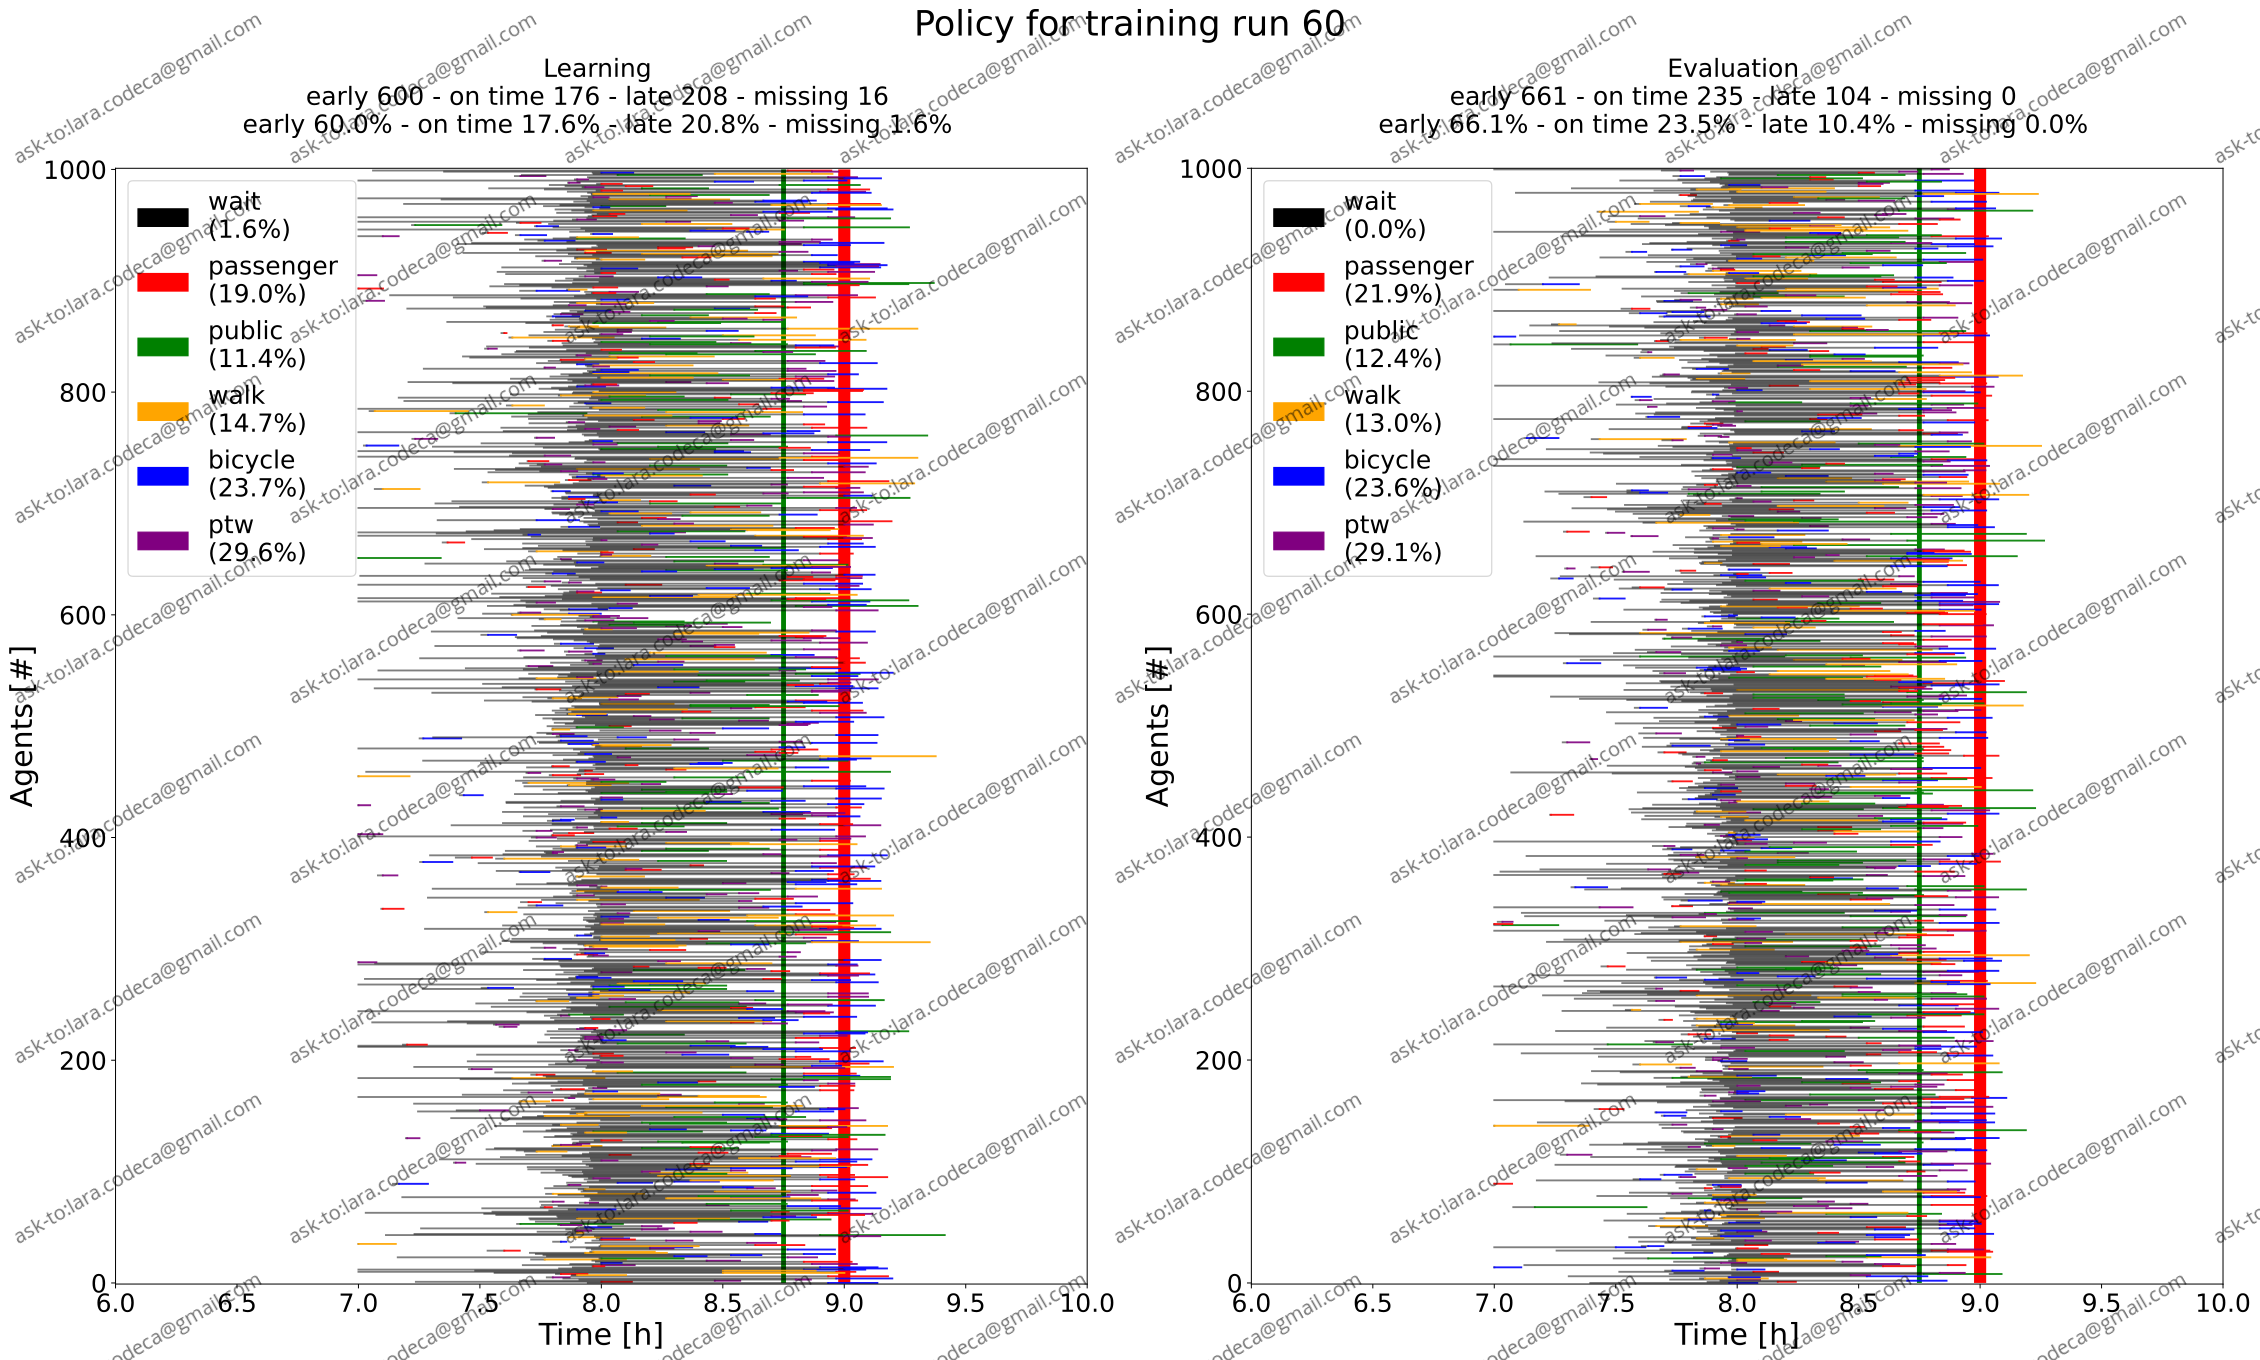 Policy for training run 60
Learning
early 600 - on time 176 - late 208 - missing 16
early 60.0% - on time 17.6% - late 20.8% - missing 1.6%
1000
800
600
400
200
0
Agents [#]
wait
(1.6%)
passenger
(19.0%)
public
(11.4%)
walk
(14.7%)
bicycle
(23.7%)
ptw
(29.6%)
6.0 6.5 7.0 7.5 8.0 8.5 9.0 9.5 10.0
Time [h]
Evaluation
early 661 - on time 235 - late 104 - missing 0
early 66.1% - on time 23.5% - late 10.4% - missing 0.0%
1000
800
600
400
200
0
Agents [#]
wait
(0.0%)
passenger
(21.9%)
public
(12.4%)
walk
(13.0%)
bicycle
(23.6%)
ptw
(29.1%)
6.0 6.5 7.0 7.5 8.0 8.5 9.0 9.5 10.0
Time [h]
ask-to:lara.codeca@gmail.com